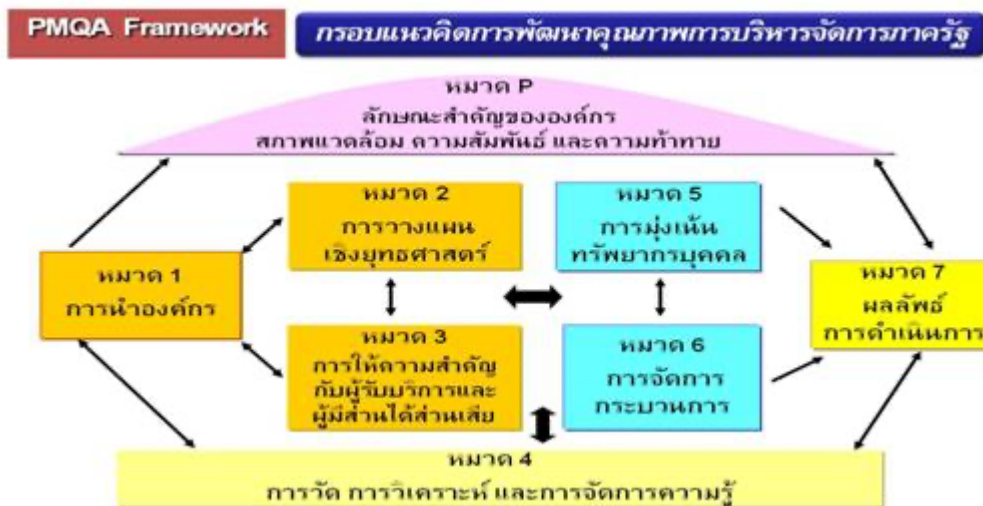 PMQA Framework
กรอบแนวคิดการพัฒนาคุณภาพการบริหารจัดการภาครัฐ
หมวด P
ลักษณะสำคัญขององค์กร
สภาพแวดล้อม ความสัมพันธ์ และความท้าทาย
หมวด 2
การวางแผน
เชิงยุทธศาสตร์
หมวด 5
การมุ่งเน้น
ทรัพยากรบุคคล
หมวด 1
การนำองค์กร
หมวด 7
ผลลัพธ์
การดำเนินการ
หมวด 3
การให้ความสำคัญ
กับผู้รับบริการและ
ผู้มีส่วนได้ส่วนเสีย
หมวด 6
การจัดการ
กระบวนการ
หมวด 4
การวัด การวิเคราะห์ และการจัดการความรู้